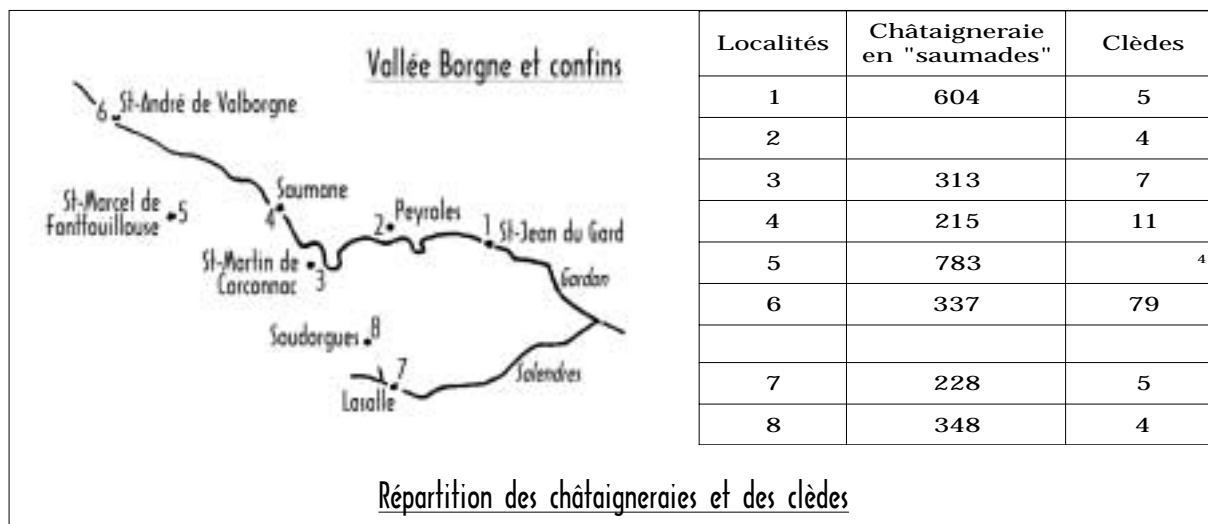 Vallée Borgne et confins
6 St-André de Valborgne
St-Marcel de
Fontfouillouse
5
Saumane
4
2 Peyroles
1
St-Jean du Gard
St-Martin de
Corconnac
3
Gardon
Soudorgues 8
7
Salendres
Lasalle
Localités Châtaigneraie en "saumades" Clèdes
1 604 5
2 4
3 313 7
4 215 11
5 783 4
6 337 79
7 228 5
8 348 4
Répartition des châtaigneraies et des clèdes